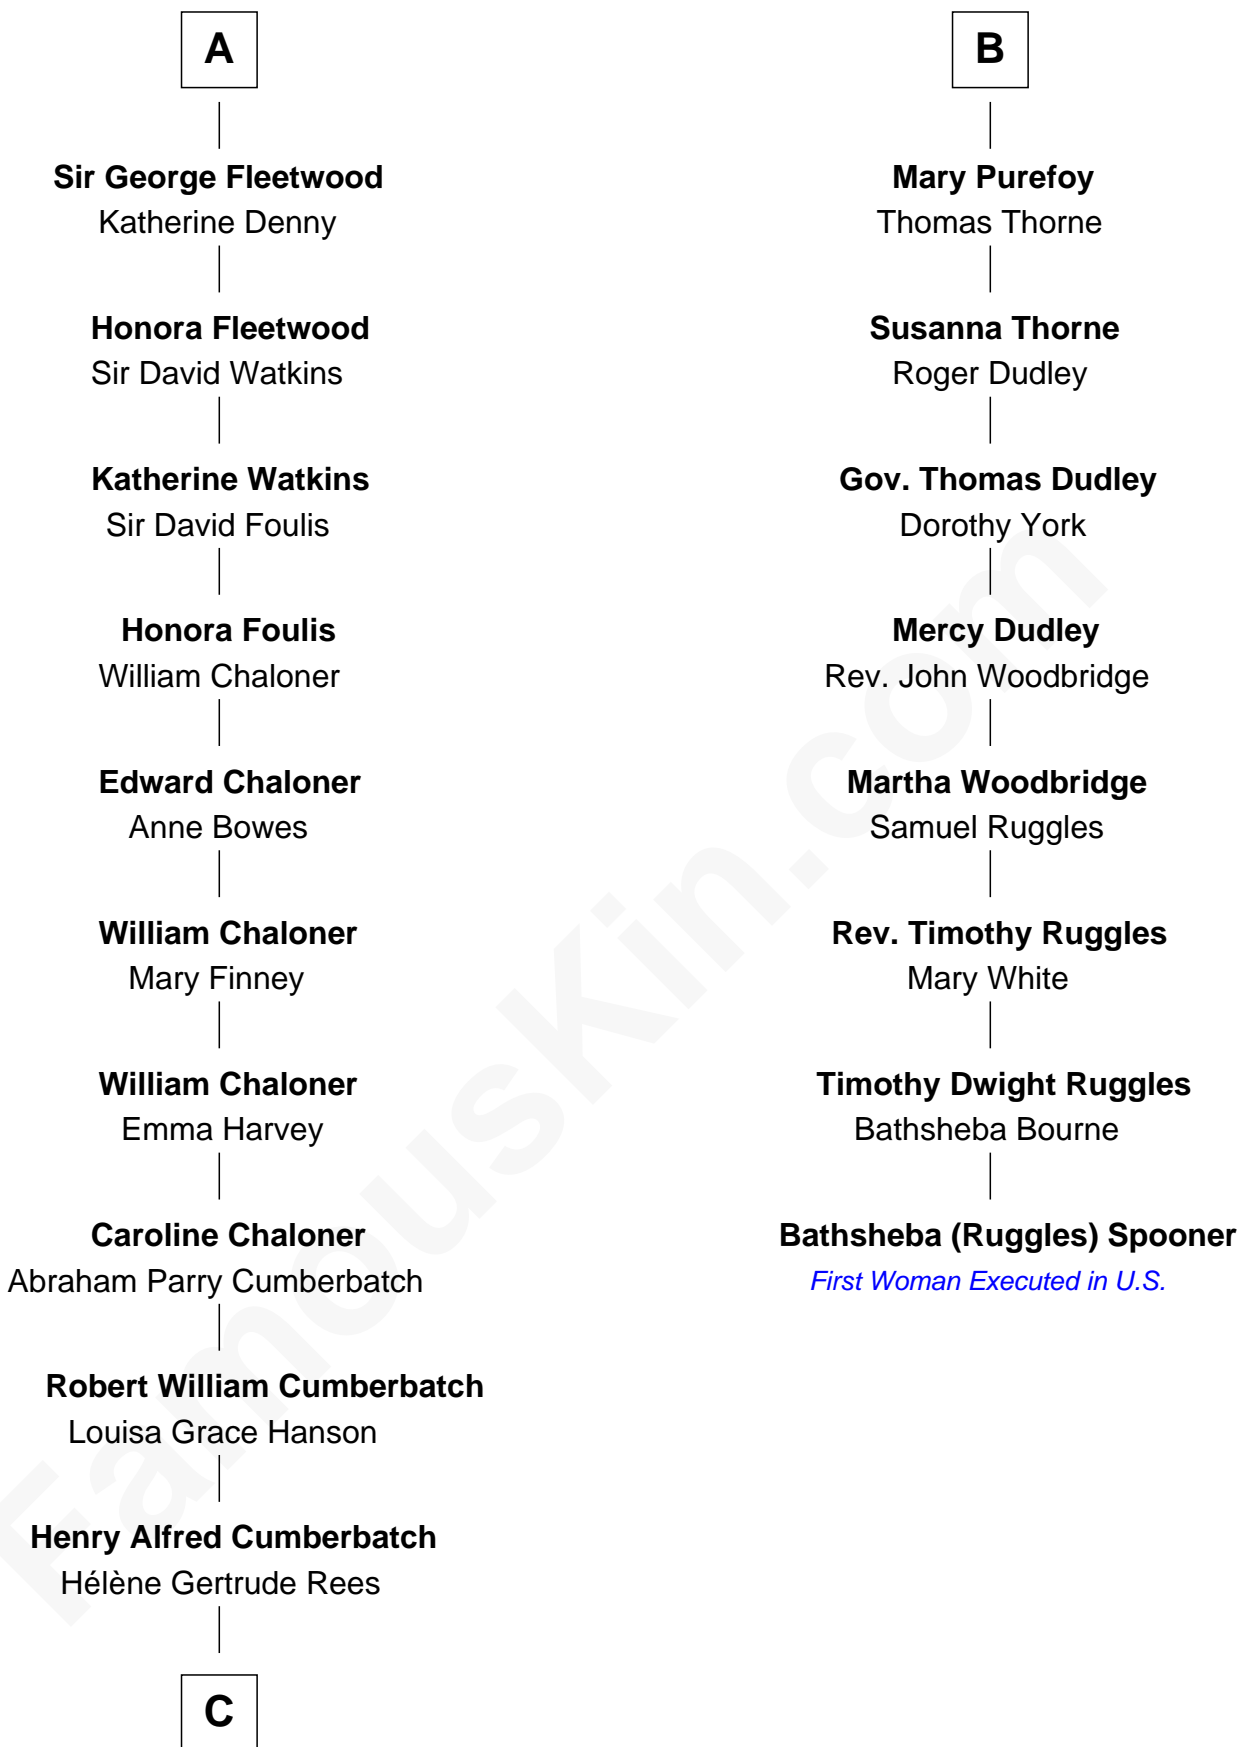 A
Sir George Fleetwood
Katherine Denny
Honora Fleetwood
Sir David Watkins
Katherine Watkins
Sir David Foulis
Honora Foulis
William Chaloner
Edward Chaloner
Anne Bowes
William Chaloner
Mary Finney
William Chaloner
Emma Harvey
Caroline Chaloner
Abraham Parry Cumberbatch
Robert William Cumberbatch
Louisa Grace Hanson
Henry Alfred Cumberbatch
Hélène Gertrude Rees
C
B
Mary Purefoy
Thomas Thorne
Susanna Thorne
Roger Dudley
Gov. Thomas Dudley
Dorothy York
Mercy Dudley
Rev. John Woodbridge
Martha Woodbridge
Samuel Ruggles
Rev. Timothy Ruggles
Mary White
Timothy Dwight Ruggles
Bathsheba Bourne
Bathsheba (Ruggles) Spooner
First Woman Executed in U.S.
FamousKin.com